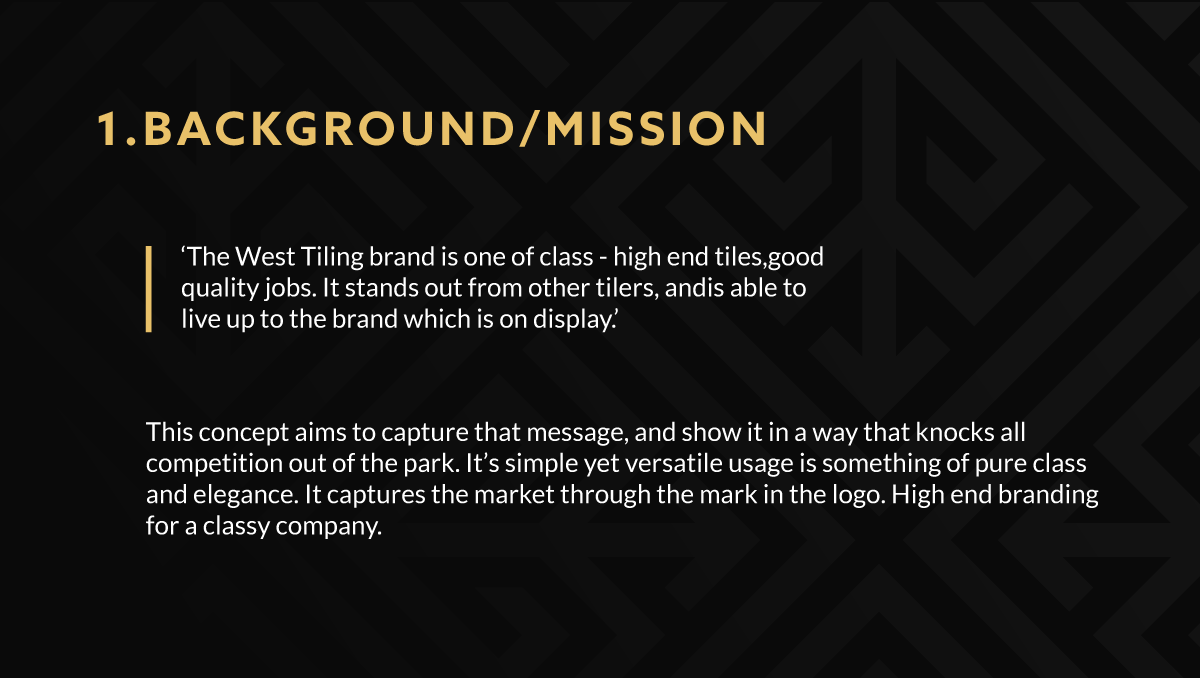 1.BACKGROUND/MISSION
‘The West Tiling brand is one of class - high end tiles,good
quality jobs. It stands out from other tilers, andis able to
live up to the brand which is on display.’
This concept aims to capture that message, and show it in a way that knocks all
competition out of the park. It’s simple yet versatile usage is something of pure class
and elegance. It captures the market through the mark in the logo. High end branding
for a classy company.